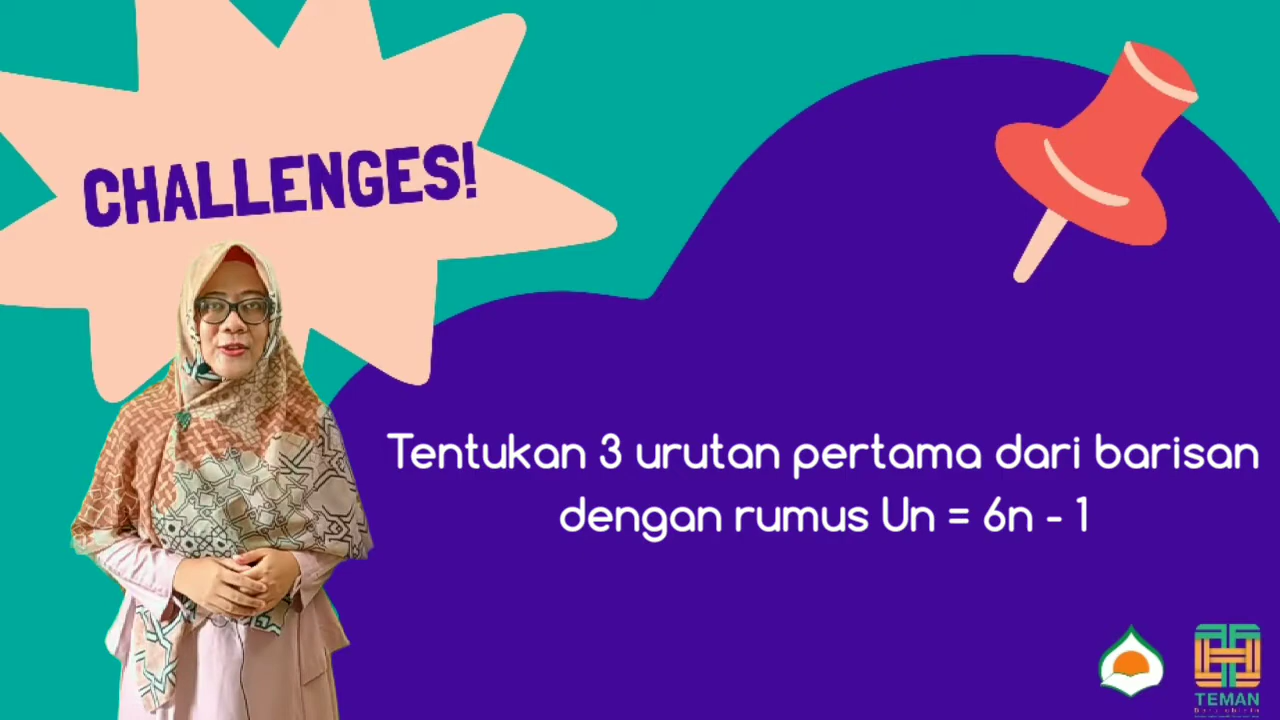 CHALLENGES!
Tentukan 3 urutan pertama dari barisan
dengan rumus Un = 6n - 1
TEMAN